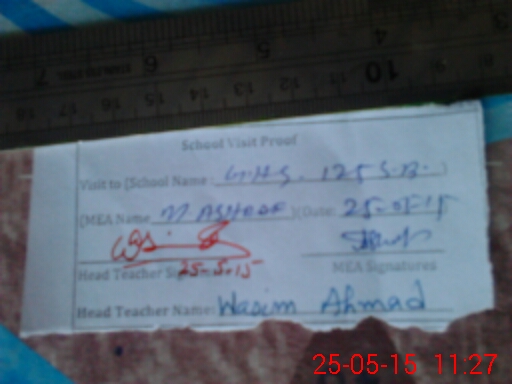 School Visit Proof
Visit to (School Name: G.H.S. 125 S.B. )
(MEA Name M Ashraf )(Date: 25-05-15
25-5-15
Head Teacher Sig
MEA Signatures
Head Teacher Name: Wasim Ahmad
25-05-15 11:27